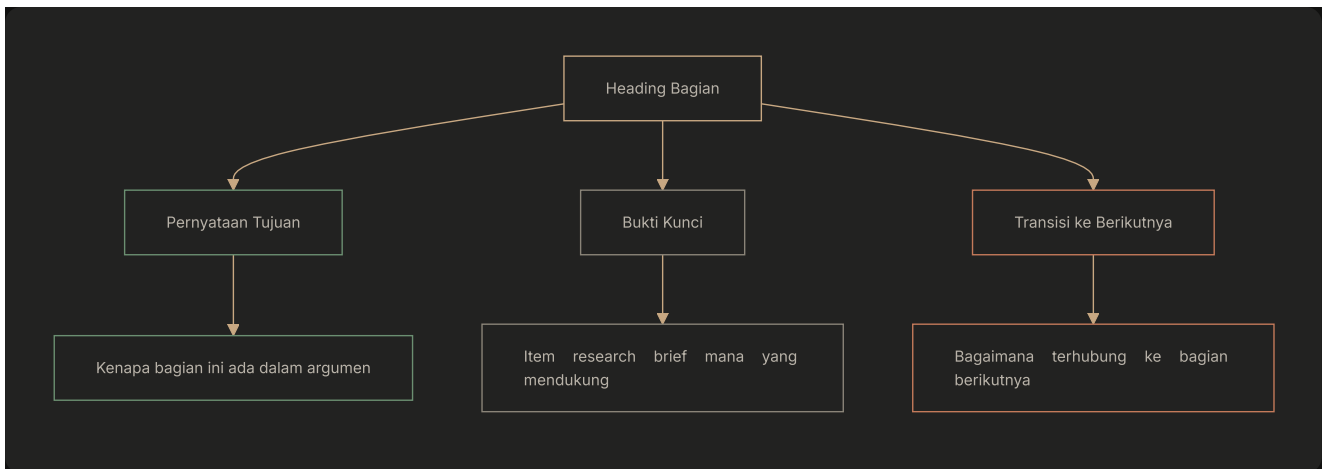 Heading Bagian
Pernyataan Tujuan
Bukti Kunci
Transisi ke Berikutnya
Kenapa bagian ini ada dalam argumen
Item research brief mana yang
mendukung
Bagaimana terhubung ke bagian
berikutnya